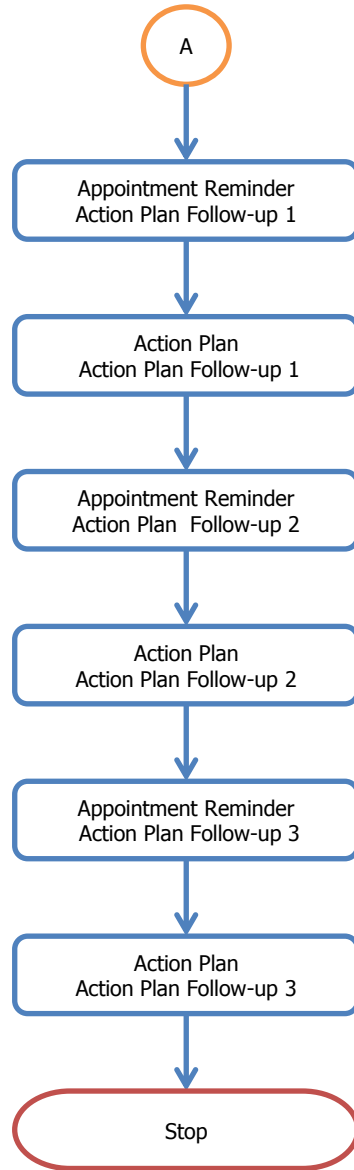 A
Appointment Reminder
Action Plan Follow-up 1
Action Plan
Action Plan Follow-up 1
Appointment Reminder
Action Plan  Follow-up 2
Action Plan
Action Plan Follow-up 2
Appointment Reminder
Action Plan Follow-up 3
Action Plan
Action Plan Follow-up 3
Stop